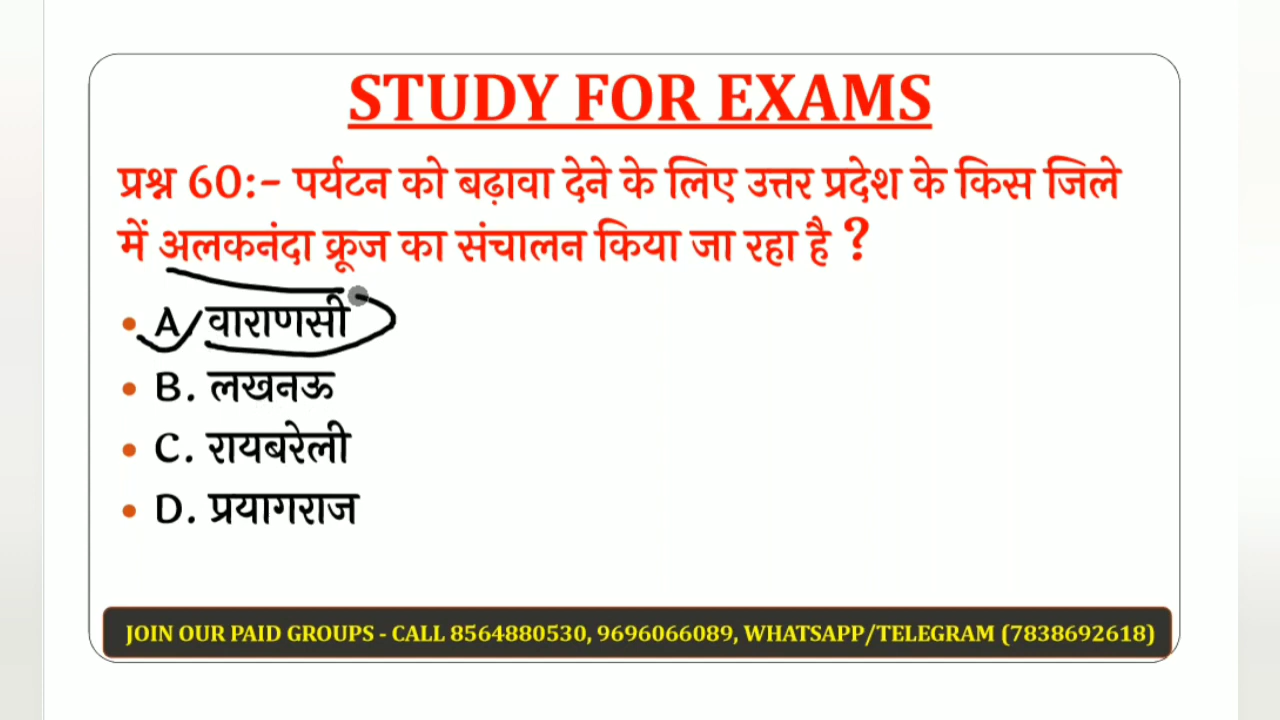 STUDY FOR EXAMS
प्रश्न 60:- पर्यटन को बढ़ावा देने के लिए उत्तर प्रदेश के किस जिले
में अलकनंदा क्रूज का संचालन किया जा रहा है ?
• A. वाराणसी
• B. लखनऊ
• C. रायबरेली
• D. प्रयागराज
JOIN OUR PAID GROUPS - CALL 8564880530, 9696066089, WHATSAPP/TELEGRAM (7838692618)